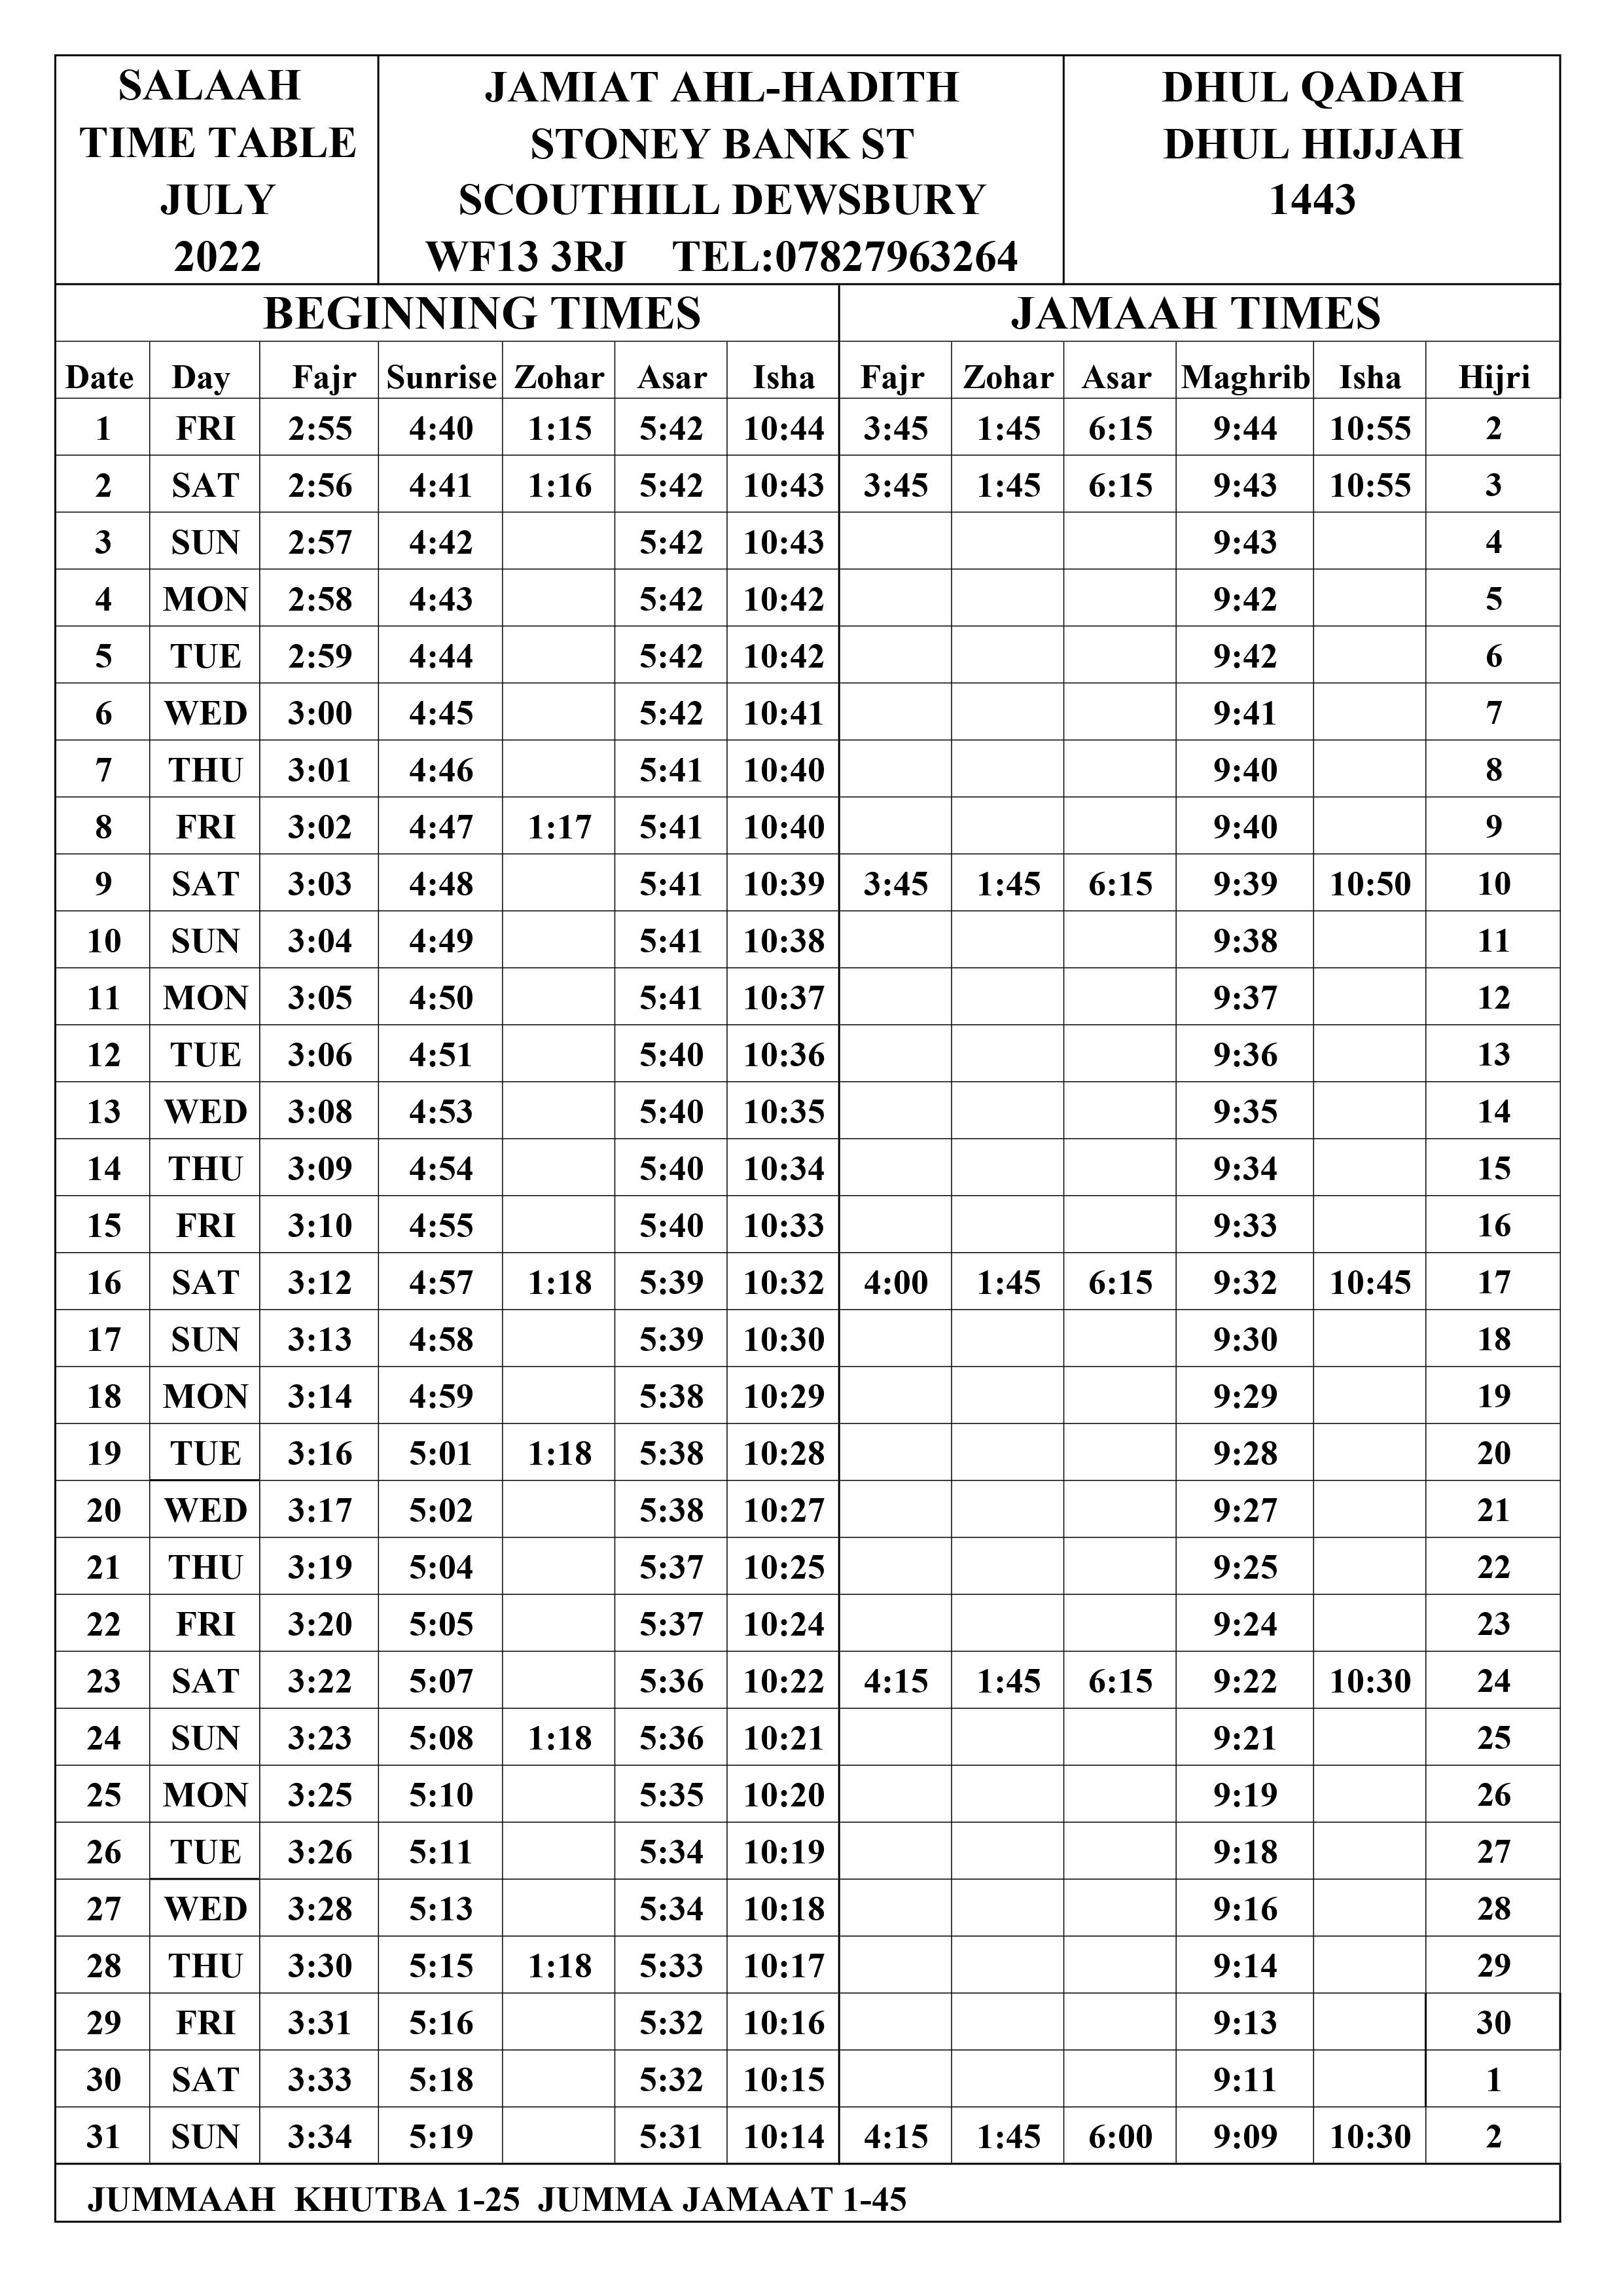 SALAAH
TIME TABLE
JULY
2022
JAMIAT AHL-HADITH
STONEY BANK ST
SCOUTHILL DEWSBURY
WF13 3RJ TEL:07827963264
DHUL QADAH
DHUL HIJJAH
1443
BEGINNING TIMES JAMAAH TIMES
Date Day Fajr Sunrise Zohar Asar Isha Fajr Zohar Asar Maghrib Isha Hijri
1 FRI 2:55 4:40 1:15 5:42 10:44 3:45 1:45 6:15 9:44 10:55 2
2 SAT 2:56 4:41 1:16 5:42 10:43 3:45 1:45 6:15 9:43 10:55 3
3 SUN 2:57 4:42 5:42 10:43 9:43 4
4 MON 2:58 4:43 5:42 10:42 9:42 5
5 TUE 2:59 4:44 5:42 10:42 9:42 6
6 WED 3:00 4:45 5:42 10:41 9:41 7
7 THU 3:01 4:46 5:41 10:40 9:40 8
8 FRI 3:02 4:47 1:17 5:41 10:40 9:40 9
9 SAT 3:03 4:48 5:41 10:39 3:45 1:45 6:15 9:39 10:50 10
10 SUN 3:04 4:49 5:41 10:38 9:38 11
11 MON 3:05 4:50 5:41 10:37 9:37 12
12 TUE 3:06 4:51 5:40 10:36 9:36 13
13 WED 3:08 4:53 5:40 10:35 9:35 14
14 THU 3:09 4:54 5:40 10:34 9:34 15
15 FRI 3:10 4:55 5:40 10:33 9:33 16
16 SAT 3:12 4:57 1:18 5:39 10:32 4:00 1:45 6:15 9:32 10:45 17
17 SUN 3:13 4:58 5:39 10:30 9:30 18
18 MON 3:14 4:59 5:38 10:29 9:29 19
19 TUE 3:16 5:01 1:18 5:38 10:28 9:28 20
20 WED 3:17 5:02 5:38 10:27 9:27 21
21 THU 3:19 5:04 5:37 10:25 9:25 22
22 FRI 3:20 5:05 5:37 10:24 9:24 23
23 SAT 3:22 5:07 5:36 10:22 4:15 1:45 6:15 9:22 10:30 24
24 SUN 3:23 5:08 1:18 5:36 10:21 9:21 25
25 MON 3:25 5:10 5:35 10:20 9:19 26
26 TUE 3:26 5:11 5:34 10:19 9:18 27
27 WED 3:28 5:13 5:34 10:18 9:16 28
28 THU 3:30 5:15 1:18 5:33 10:17 9:14 29
29 FRI 3:31 5:16 5:32 10:16 9:13 30
30 SAT 3:33 5:18 5:32 10:15 9:11 1
31 SUN 3:34 5:19 5:31 10:14 4:15 1:45 6:00 9:09 10:30 2
JUMMAAH KHUTBA 1-25 JUMMA JAMAAT 1-45